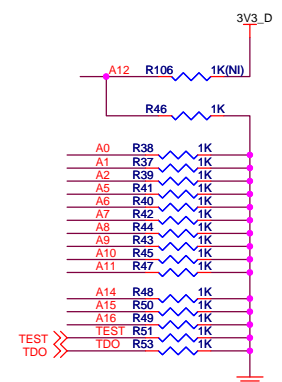 3V3_D
A12 R106 1K(NI)
R46 1K
A0 R38 1K
A1 R37 1K
A2 R39 1K
A5 R41 1K
A6 R40 1K
A7 R42 1K
A8 R44 1K
A9 R43 1K
A10 R45 1K
A11 R47 1K
A14 R48 1K
A15 R50 1K
A16 R49 1K
TEST TEST R51 1K
TDO TDO R53 1K